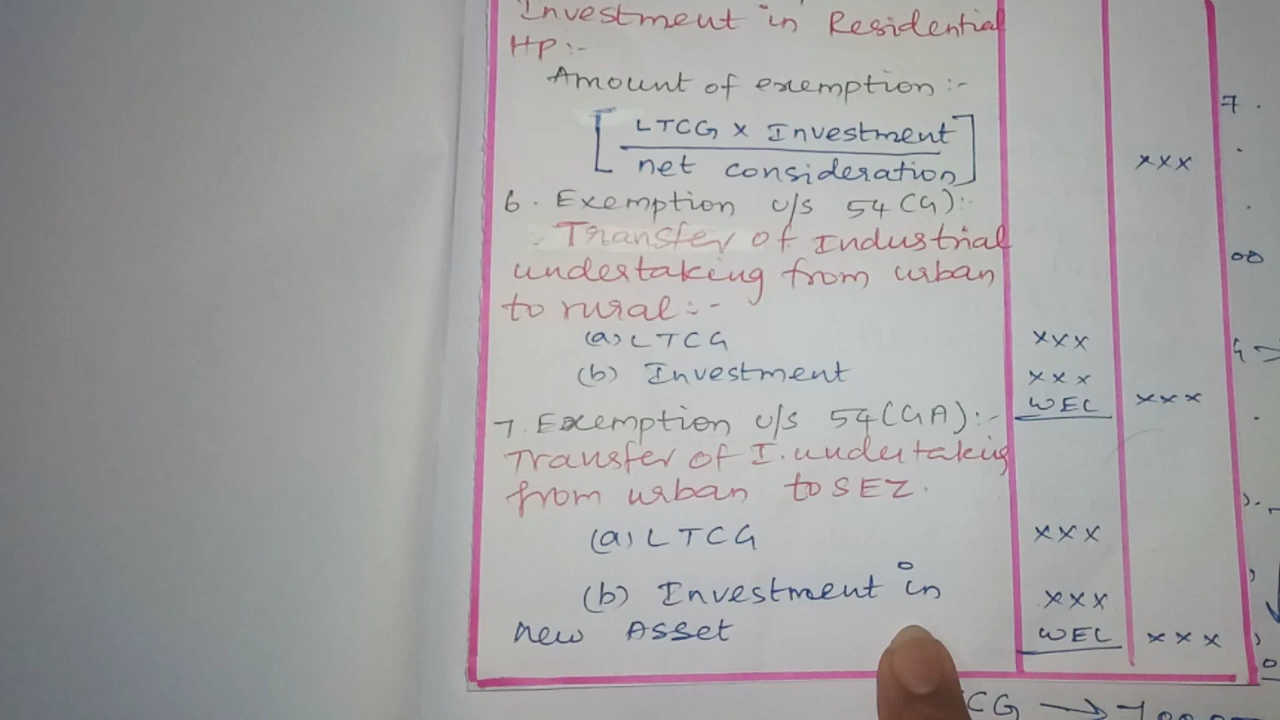 Investment in Residential
HP:-
Amount of exemption:-
[LTCG x Investment
net consideration]
xxx
6. Exemption u/s 54(G):-
Transfer of Industrial
undertaking from urban
to rural:-
(a) LTCG xxx
(b) Investment xxx
WEL xxx
7. Exemption u/s 54(GA):-
Transfer of I. undertaking
from urban to SEZ.
(a) LTCG xxx
(b) Investment in xxx
new Asset WEL xxx
CG →
7.